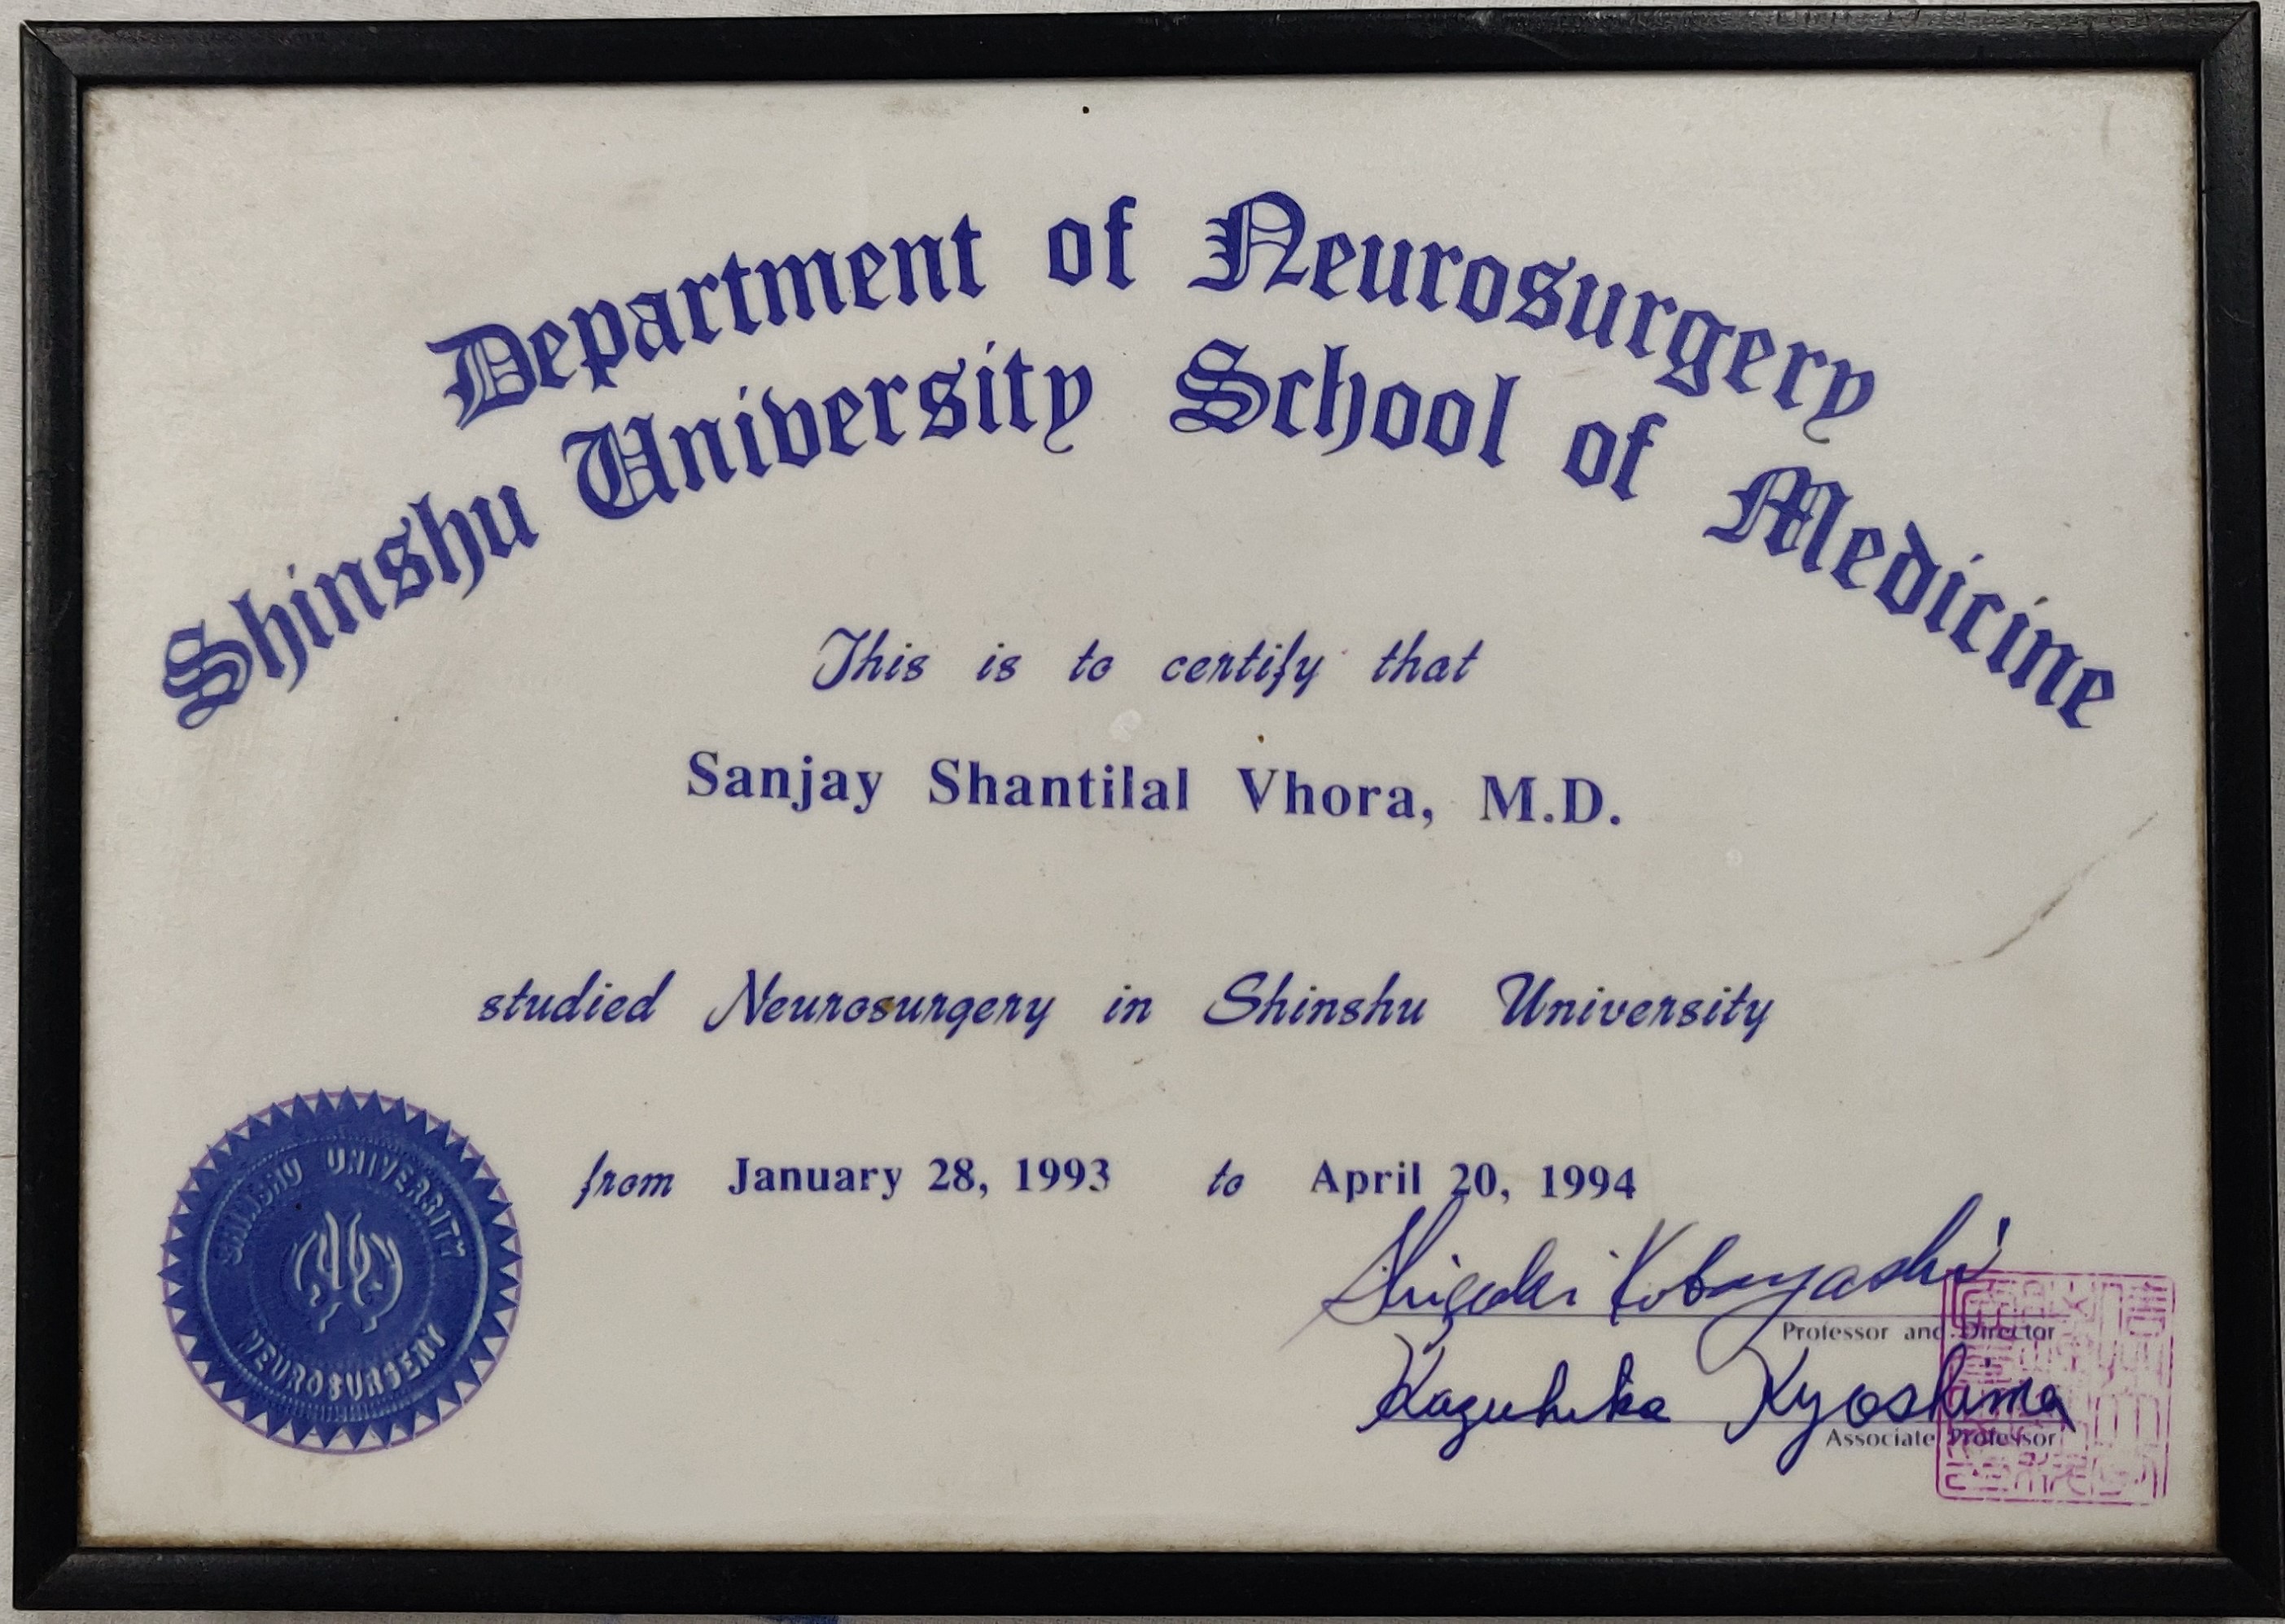 Department of Neurosurgery
Shinshu University School of Medicine
This is to certify that
Sanjay Shantilal Vhora, M.D.
studied Neurosurgery in Shinshu University
from January 28, 1993 to April 20, 1994
SHINSHU UNIVERSITY
NEUROSURGERY
Shigeaki Kobayashi
Professor and Director
Kazuhiko Kyoshima
Associate Professor